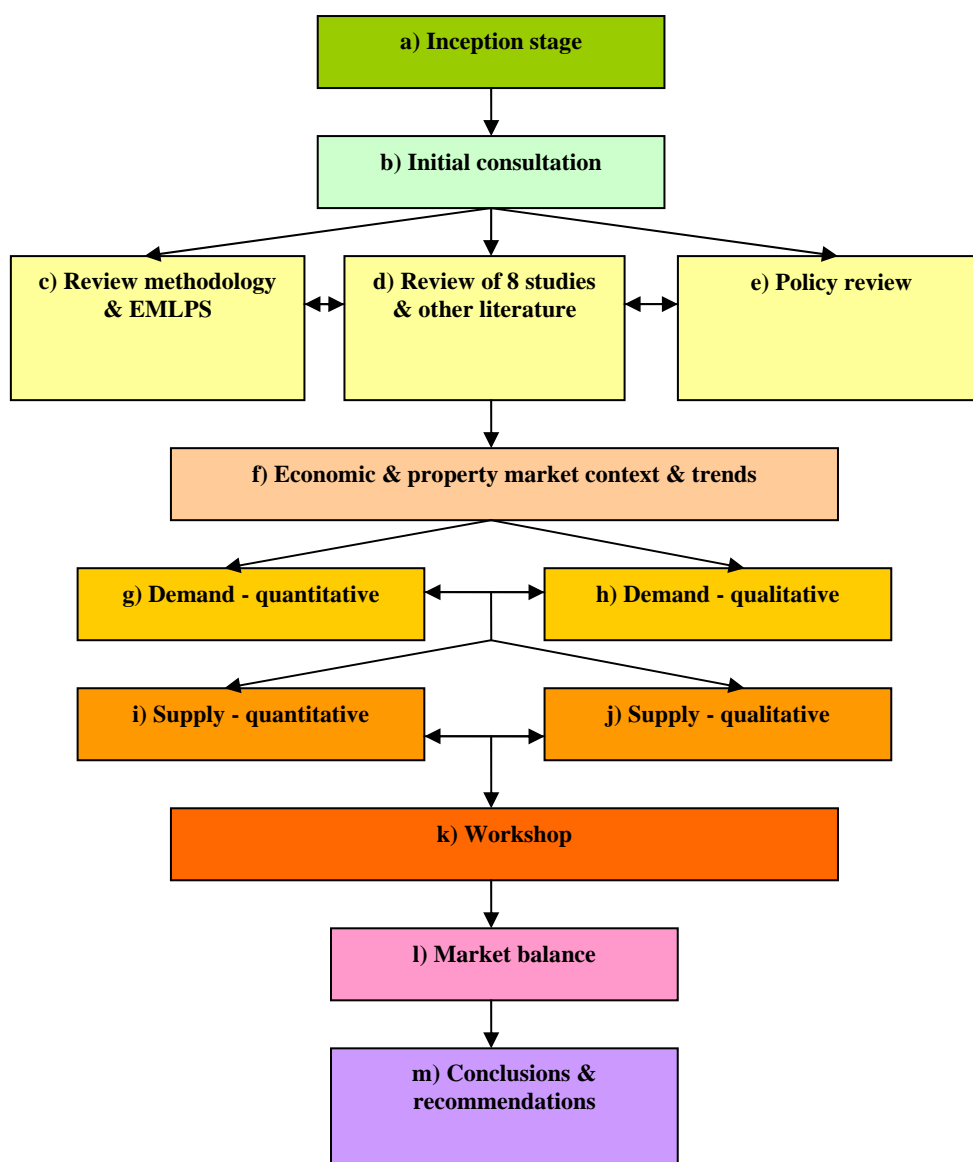 a) Inception stage
b) Initial consultation
c) Review methodology
& EMLPS
d) Review of 8 studies
& other literature
e) Policy review
f) Economic & property market context & trends
g) Demand - quantitative
h) Demand - qualitative
i) Supply - quantitative
j) Supply - qualitative
k) Workshop
l) Market balance
m) Conclusions &
recommendations